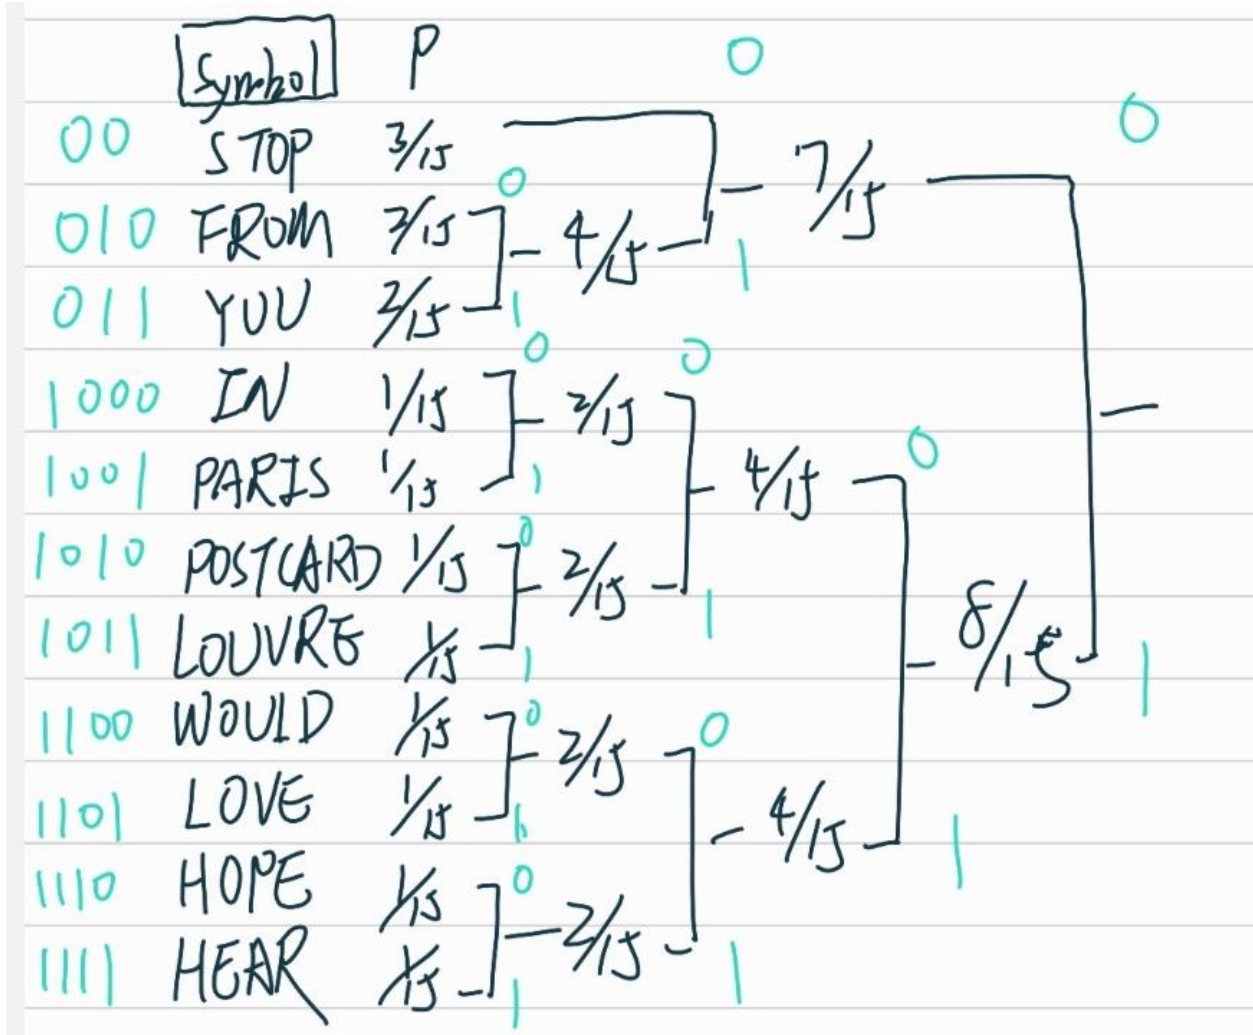 Symbol P 0
0
00 STOP 3/15 7/15
0
010 FROM 2/15 4/15
1
011 YOU 2/15 1
0 0
1000 IN 1/15 2/15
0
1001 PARIS 1/15 1 4/15
0
1010 POSTCARD 1/15 2/15
1 8/15
1011 LOUVRE 1/15 1 1
0 0
1100 WOULD 1/15 2/15
1101 LOVE 1/15 1 4/15 1
0
1110 HOPE 1/15 2/15
1111 HEAR 1/15 1 1